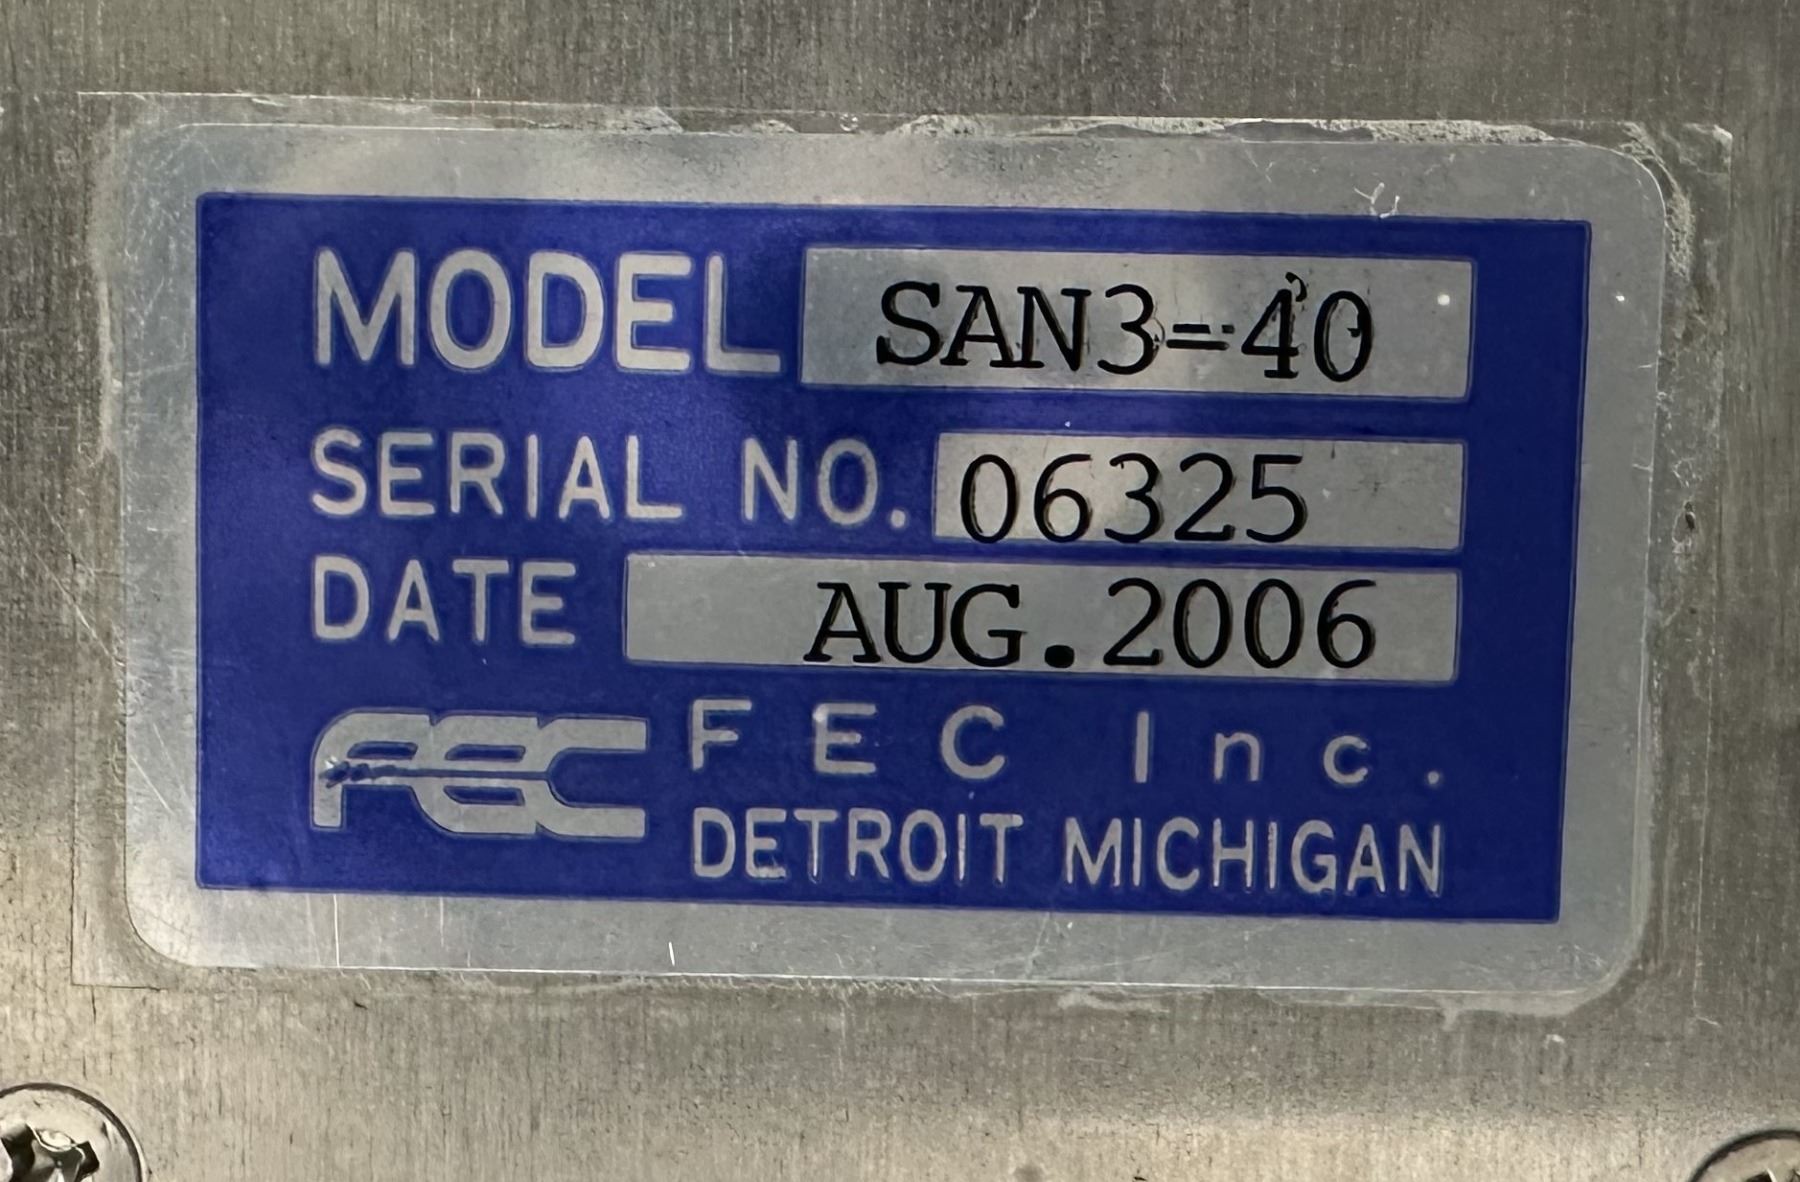 MODEL SAN3=40
SERIAL NO. 06325
DATE AUG.2006
FEC FEC Inc.
DETROIT MICHIGAN